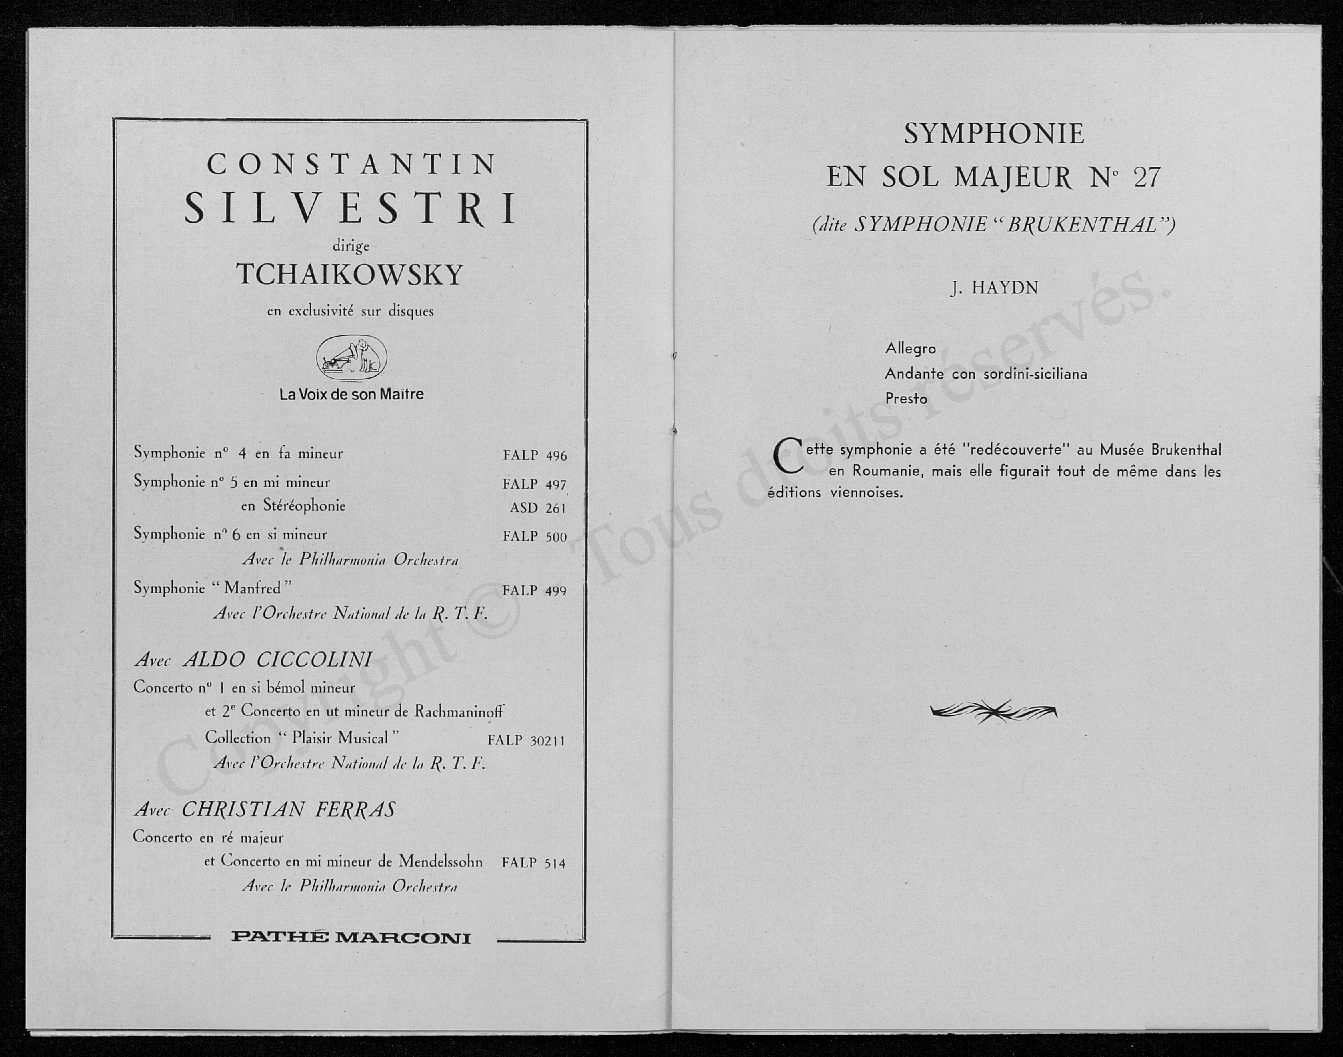 CONSTANTIN
SILVESTRI
dirige
TCHAIKOWSKY
en exclusivité sur disques
La Voix de son Maître
Symphonie n° 4 en fa mineur FALP 496
Symphonie n° 5 en mi mineur FALP 497
en Stéréophonie ASD 261
Symphonie n° 6 en si mineur FALP 500
Avec le Philharmonia Orchestra
Symphonie “ Manfred ” FALP 499
Avec l'Orchestre National de la R. T. F.
Avec ALDO CICCOLINI
Concerto n° 1 en si bémol mineur
et 2e Concerto en ut mineur de Rachmaninoff
Collection “ Plaisir Musical ” FALP 30211
Avec l'Orchestre National de la R. T. F.
Avec CHRISTIAN FERRAS
Concerto en ré majeur
et Concerto en mi mineur de Mendelssohn FALP 514
Avec le Philharmonia Orchestra
PATHÉ MARCONI
SYMPHONIE
EN SOL MAJEUR N° 27
(dite SYMPHONIE “ BRUKENTHAL”)
J. HAYDN
Allegro
Andante con sordini-siciliana
Presto
Cette symphonie a été "redécouverte" au Musée Brukenthal
en Roumanie, mais elle figurait tout de même dans les
éditions viennoises.
Copyright © - Tous droits réservés.